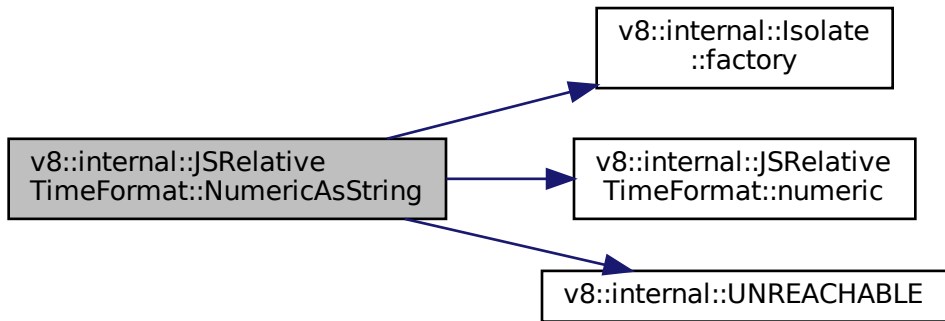 v8::internal::Isolate
::factory
v8::internal::JSRelative
TimeFormat::NumericAsString
v8::internal::JSRelative
TimeFormat::numeric
v8::internal::UNREACHABLE